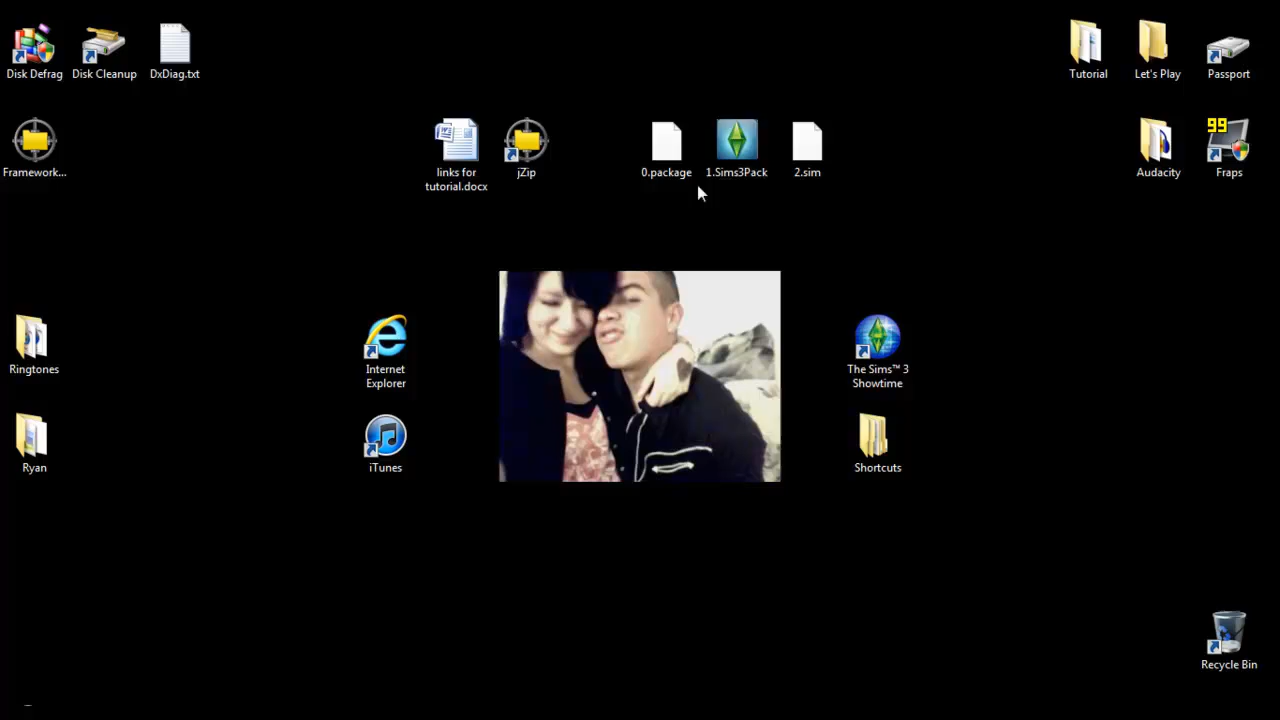 Disk Defrag
Disk Cleanup
DxDiag.txt
Tutorial
Let's Play
Passport
Framework...
links for
tutorial.docx
jZip
0.package
1.Sims3Pack
2.sim
Audacity
99
Fraps
Ringtones
Internet
Explorer
The Sims™ 3
Showtime
Ryan
iTunes
Shortcuts
Recycle Bin